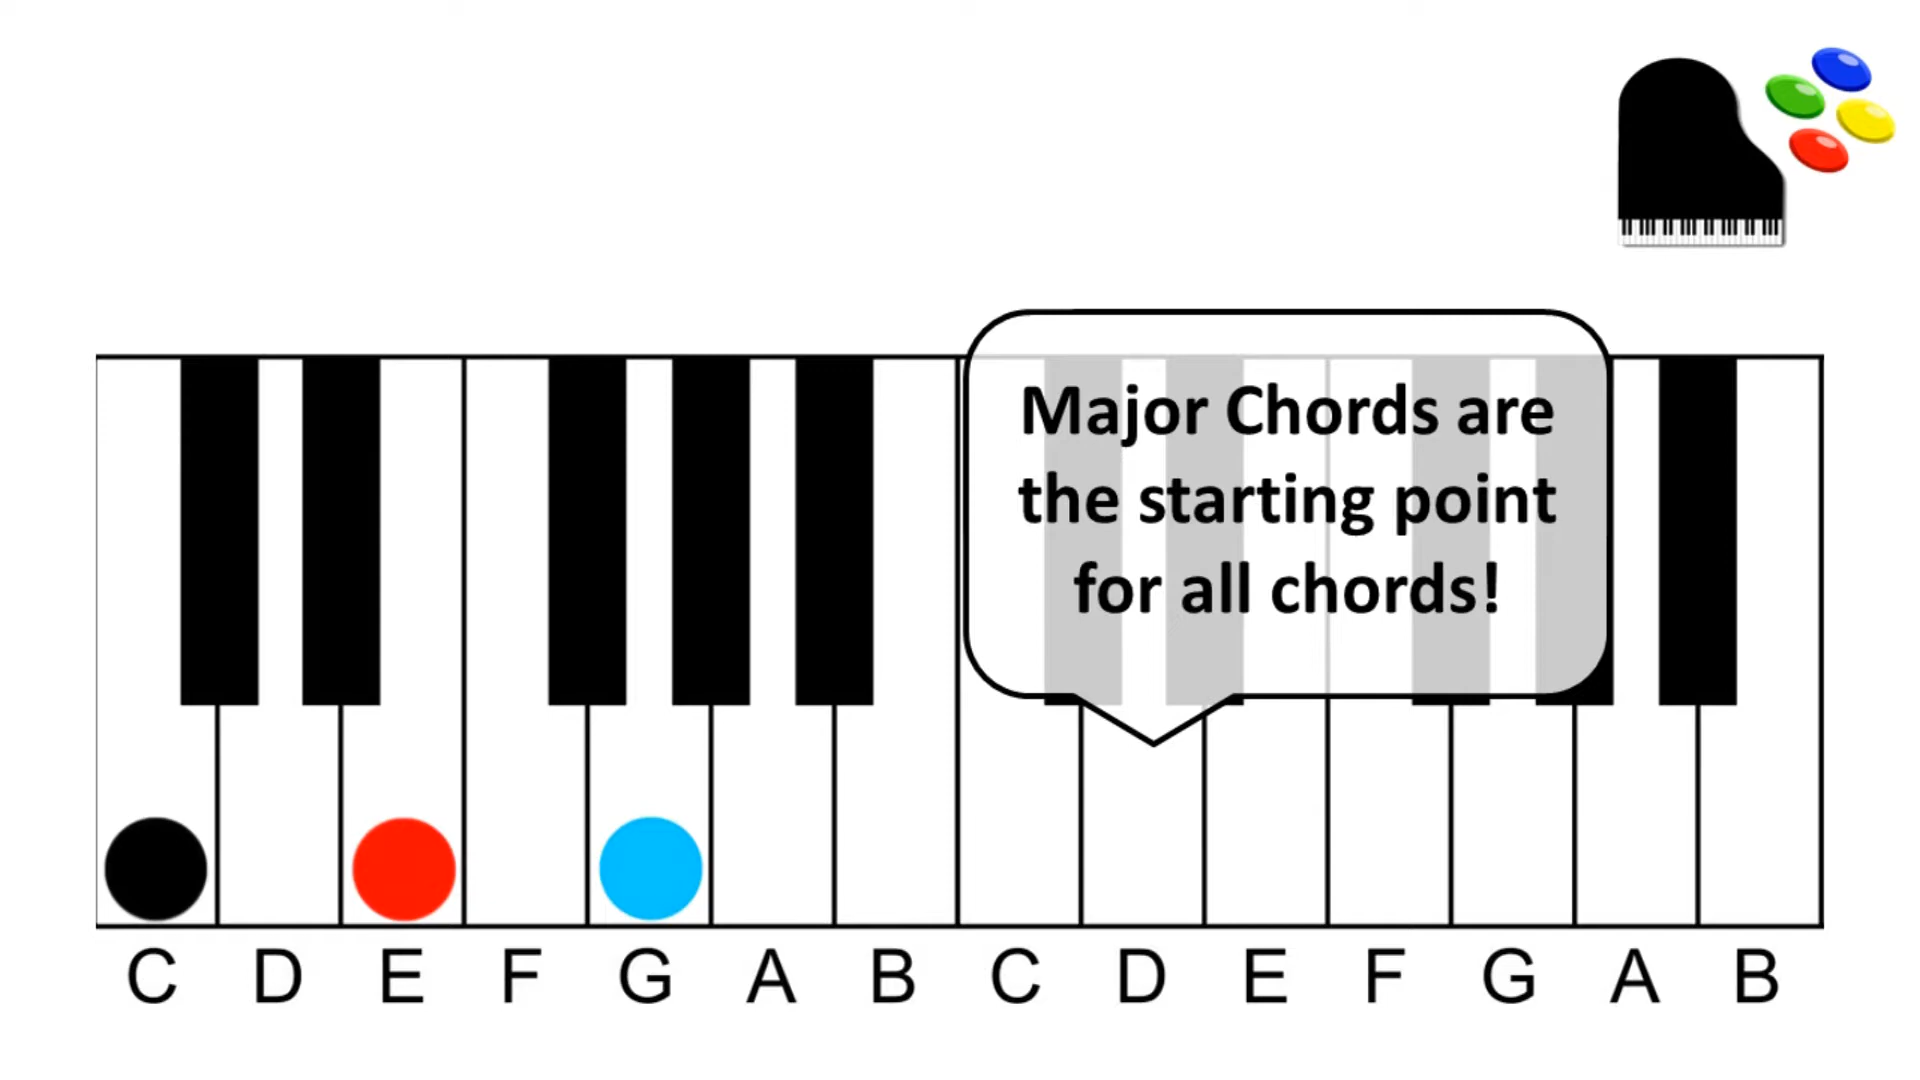 Major Chords are
the starting point
for all chords!
C D E F G A B C D E F G A B